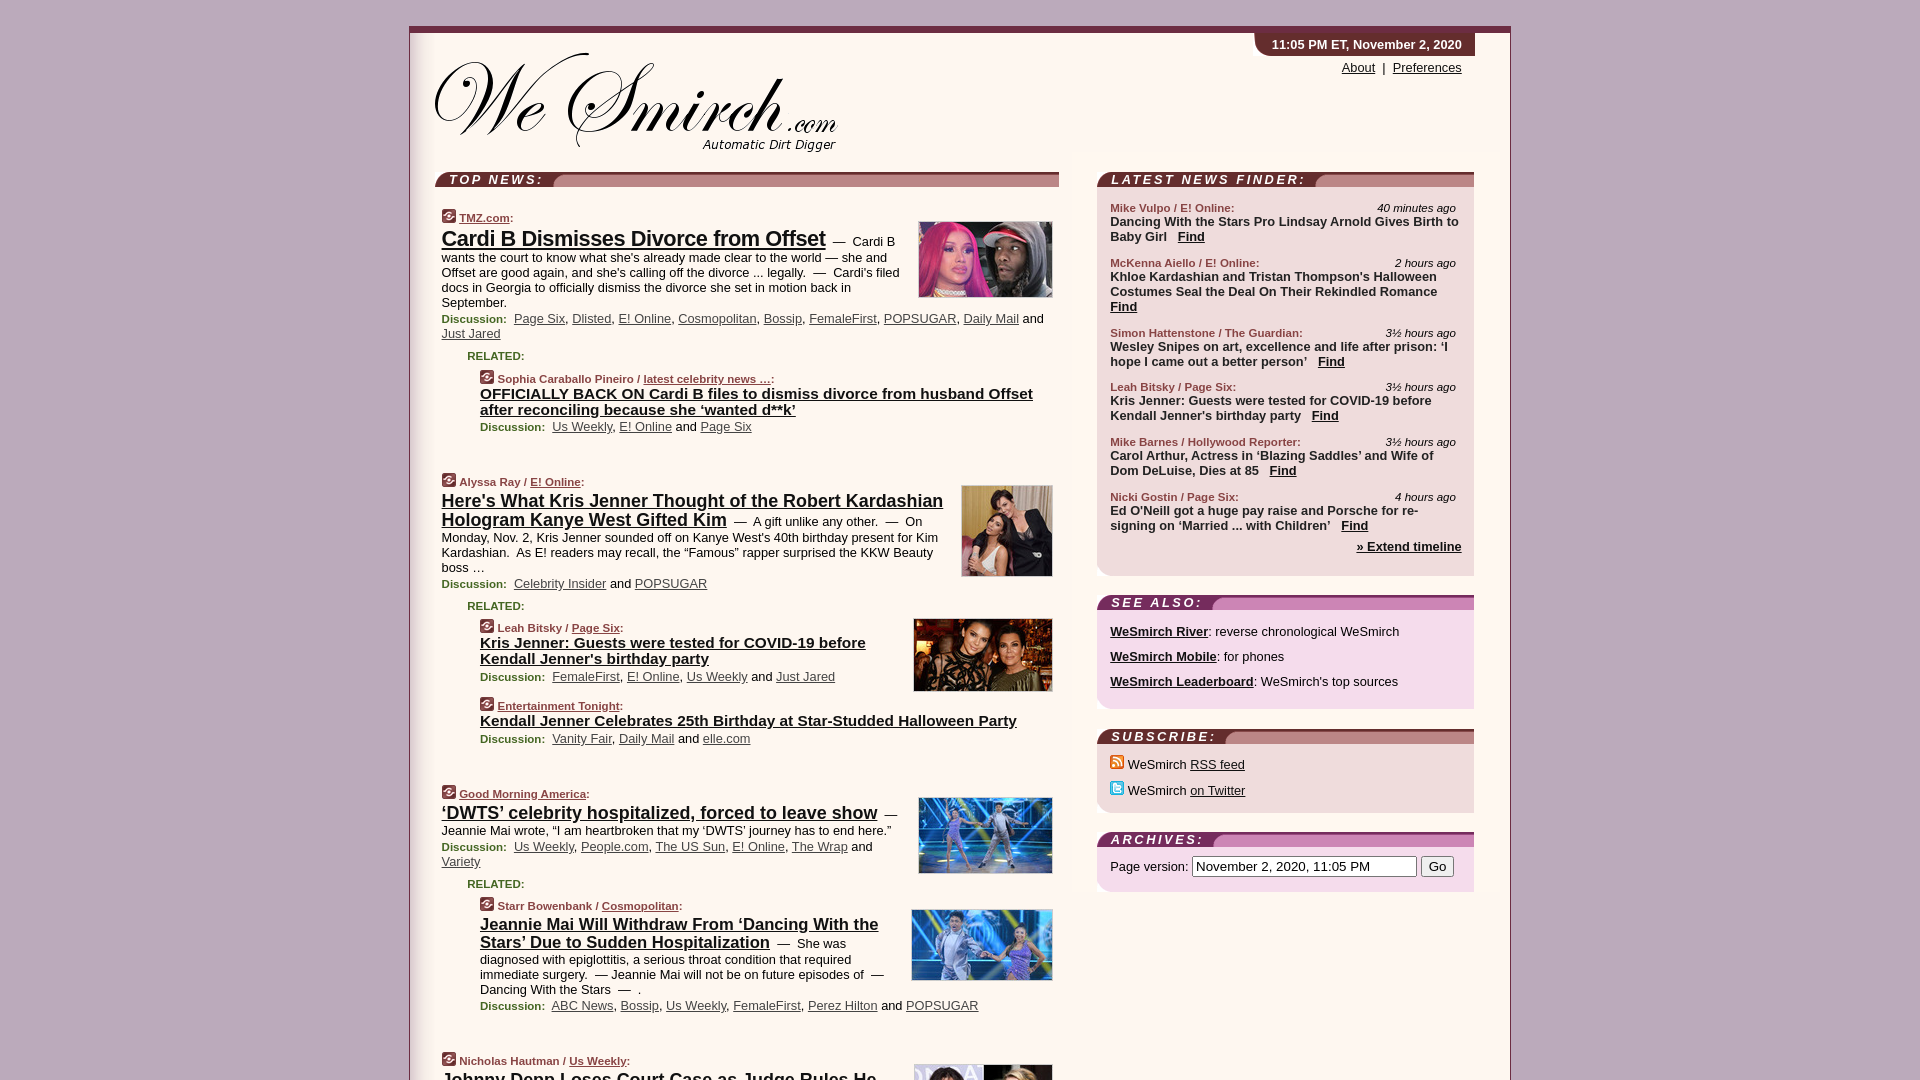 11:05 PM ET, November 2, 2020
About | Preferences
We Smirch.com
Automatic Dirt Digger
TOP NEWS:
TMZ.com:
Cardi B Dismisses Divorce from Offset — Cardi B
wants the court to know what she's already made clear to the world — she and
Offset are good again, and she's calling off the divorce ... legally. — Cardi's filed
docs in Georgia to officially dismiss the divorce she set in motion back in
September.
Discussion: Page Six, Dlisted, E! Online, Cosmopolitan, Bossip, FemaleFirst, POPSUGAR, Daily Mail and
Just Jared
RELATED:
Sophia Caraballo Pineiro / latest celebrity news …:
OFFICIALLY BACK ON Cardi B files to dismiss divorce from husband Offset
after reconciling because she ‘wanted d**k’
Discussion: Us Weekly, E! Online and Page Six
Alyssa Ray / E! Online:
Here's What Kris Jenner Thought of the Robert Kardashian
Hologram Kanye West Gifted Kim — A gift unlike any other. — On
Monday, Nov. 2, Kris Jenner sounded off on Kanye West's 40th birthday present for Kim
Kardashian. As E! readers may recall, the “Famous” rapper surprised the KKW Beauty
boss …
Discussion: Celebrity Insider and POPSUGAR
RELATED:
Leah Bitsky / Page Six:
Kris Jenner: Guests were tested for COVID-19 before
Kendall Jenner's birthday party
Discussion: FemaleFirst, E! Online, Us Weekly and Just Jared
Entertainment Tonight:
Kendall Jenner Celebrates 25th Birthday at Star-Studded Halloween Party
Discussion: Vanity Fair, Daily Mail and elle.com
Good Morning America:
‘DWTS’ celebrity hospitalized, forced to leave show —
Jeannie Mai wrote, “I am heartbroken that my ‘DWTS’ journey has to end here.”
Discussion: Us Weekly, People.com, The US Sun, E! Online, The Wrap and
Variety
RELATED:
Starr Bowenbank / Cosmopolitan:
Jeannie Mai Will Withdraw From ‘Dancing With the
Stars’ Due to Sudden Hospitalization — She was
diagnosed with epiglottitis, a serious throat condition that required
immediate surgery. — Jeannie Mai will not be on future episodes of —
Dancing With the Stars — .
Discussion: ABC News, Bossip, Us Weekly, FemaleFirst, Perez Hilton and POPSUGAR
Nicholas Hautman / Us Weekly:
Johnny Depp Loses Court Case as Judge Rules He
LATEST NEWS FINDER:
Mike Vulpo / E! Online: 40 minutes ago
Dancing With the Stars Pro Lindsay Arnold Gives Birth to
Baby Girl Find
McKenna Aiello / E! Online: 2 hours ago
Khloe Kardashian and Tristan Thompson's Halloween
Costumes Seal the Deal On Their Rekindled Romance
Find
Simon Hattenstone / The Guardian: 3½ hours ago
Wesley Snipes on art, excellence and life after prison: ‘I
hope I came out a better person’ Find
Leah Bitsky / Page Six: 3½ hours ago
Kris Jenner: Guests were tested for COVID-19 before
Kendall Jenner's birthday party Find
Mike Barnes / Hollywood Reporter: 3½ hours ago
Carol Arthur, Actress in ‘Blazing Saddles’ and Wife of
Dom DeLuise, Dies at 85 Find
Nicki Gostin / Page Six: 4 hours ago
Ed O'Neill got a huge pay raise and Porsche for re-
signing on ‘Married ... with Children’ Find
» Extend timeline
SEE ALSO:
WeSmirch River: reverse chronological WeSmirch
WeSmirch Mobile: for phones
WeSmirch Leaderboard: WeSmirch's top sources
SUBSCRIBE:
WeSmirch RSS feed
WeSmirch on Twitter
ARCHIVES:
Page version: November 2, 2020, 11:05 PM Go